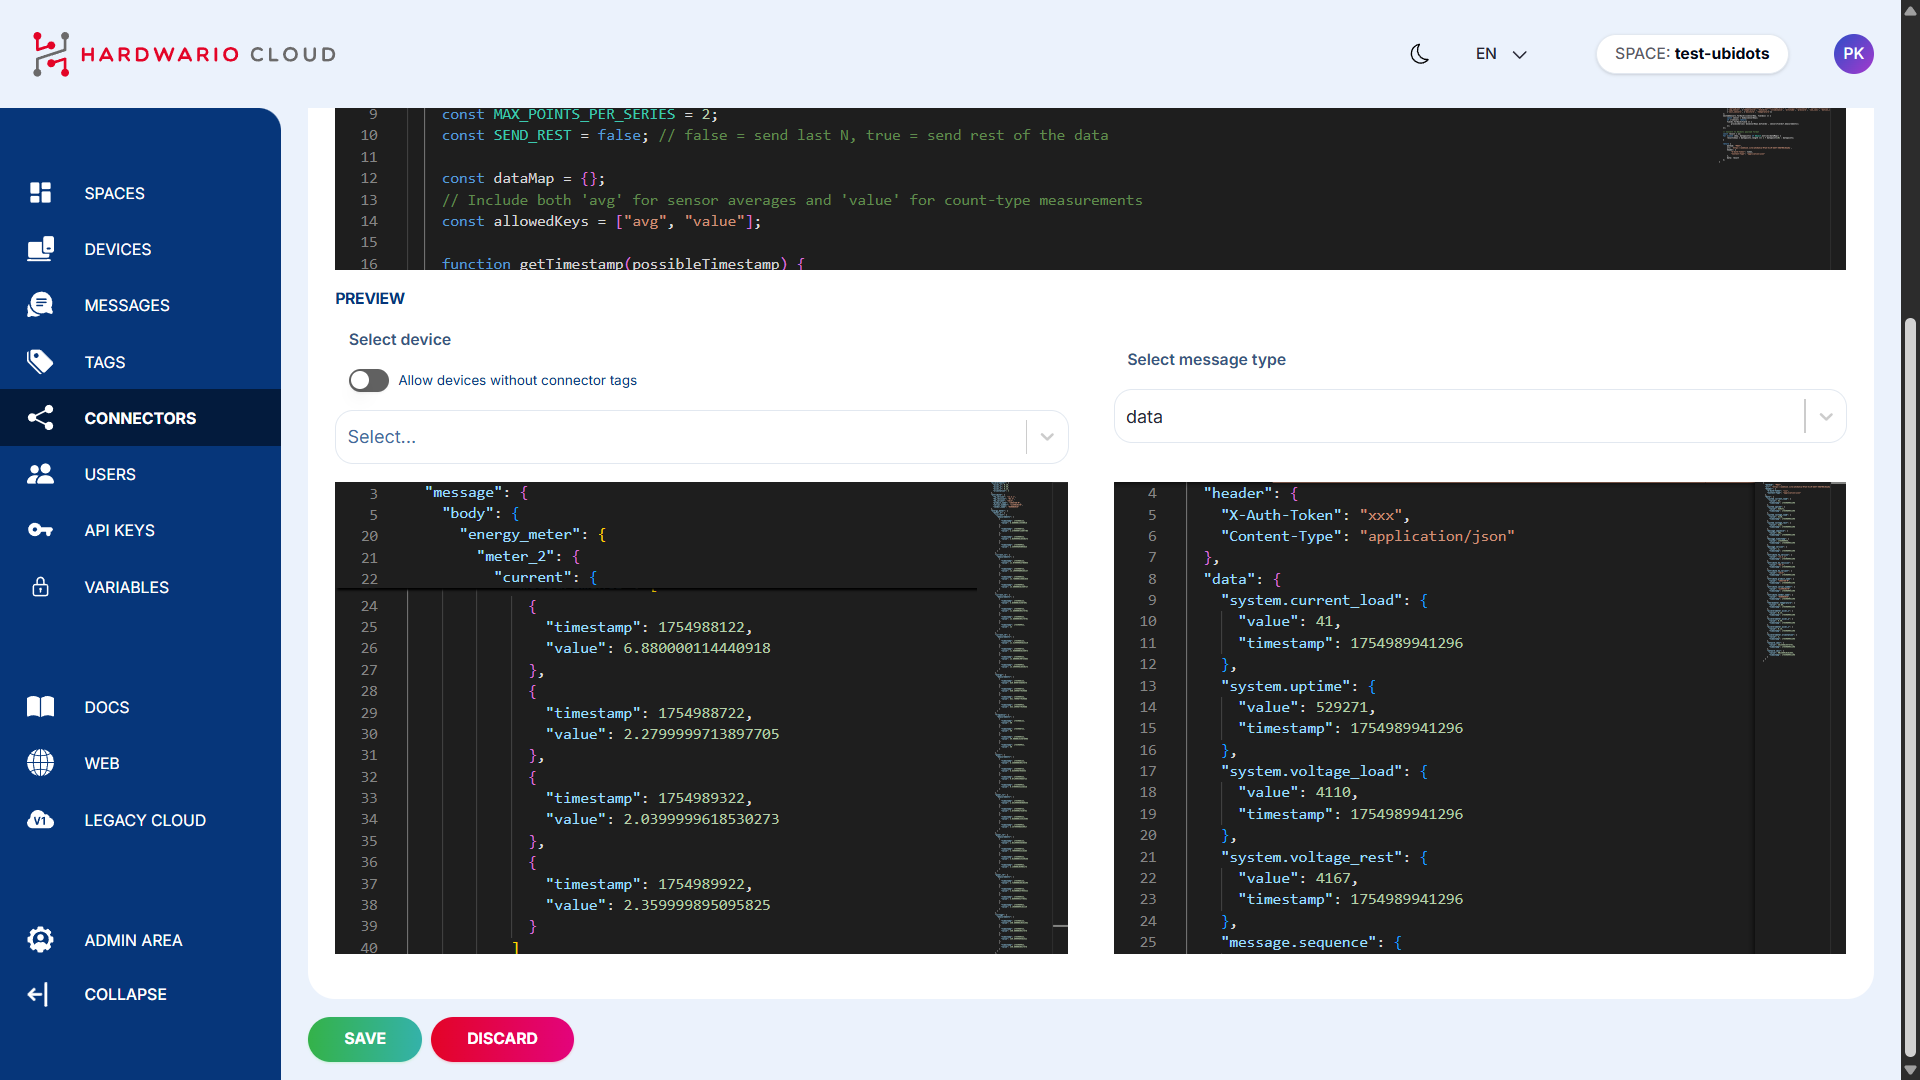 HARDWARIO CLOUD
EN
SPACE: test-ubidots
PK
SPACES
DEVICES
MESSAGES
TAGS
CONNECTORS
USERS
API KEYS
VARIABLES
DOCS
WEB
V1 LEGACY CLOUD
ADMIN AREA
COLLAPSE
9 const MAX_POINTS_PER_SERIES = 2;
10 const SEND_REST = false; // false = send last N, true = send rest of the data
11
12 const dataMap = {};
13 // Include both 'avg' for sensor averages and 'value' for count-type measurements
14 const allowedKeys = ["avg", "value"];
15
16 function getTimestamp(possibleTimestamp) {
PREVIEW
Select device
Allow devices without connector tags
Select...
Select message type
data
3 "message": {
5 "body": {
20 "energy_meter": {
21 "meter_2": {
22 "current": {
24 {
25 "timestamp": 1754988122,
26 "value": 6.880000114440918
27 },
28 {
29 "timestamp": 1754988722,
30 "value": 2.2799999713897705
31 },
32 {
33 "timestamp": 1754989322,
34 "value": 2.0399999618530273
35 },
36 {
37 "timestamp": 1754989922,
38 "value": 2.359999895095825
39 }
40 ]
4 "header": {
5 "X-Auth-Token": "xxx",
6 "Content-Type": "application/json"
7 },
8 "data": {
9 "system.current_load": {
10 "value": 41,
11 "timestamp": 1754989941296
12 },
13 "system.uptime": {
14 "value": 529271,
15 "timestamp": 1754989941296
16 },
17 "system.voltage_load": {
18 "value": 4110,
19 "timestamp": 1754989941296
20 },
21 "system.voltage_rest": {
22 "value": 4167,
23 "timestamp": 1754989941296
24 },
25 "message.sequence": {
SAVE
DISCARD